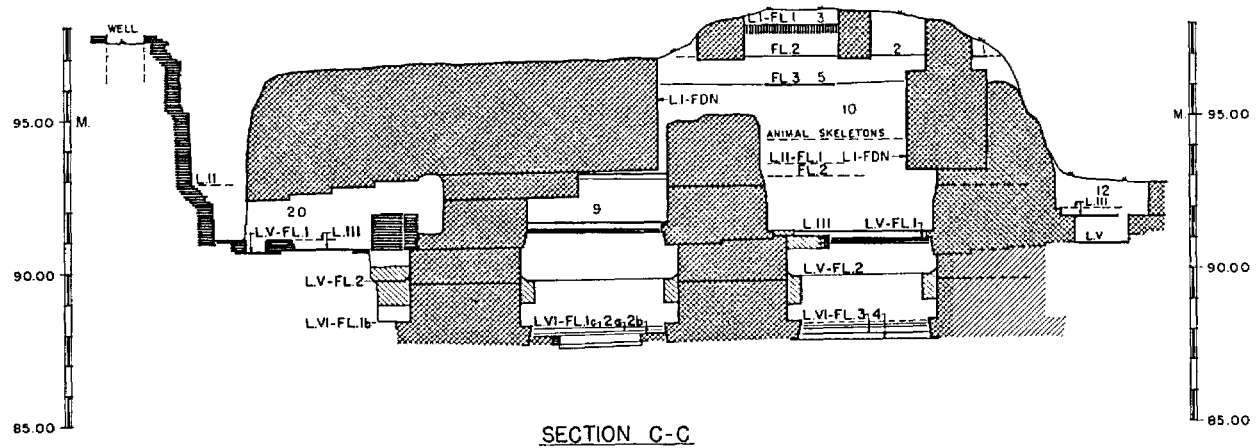 WELL
L.I-FL.1 3
FL.2 2 1
FL.3 5
L.I-FDN
10
95.00 M. M. 95.00
ANIMAL SKELETONS
L.II-FL.1 L.I-FDN
FL.2
L.II
12
L.III
20 9
L.V-FL.1 L.III L.III L.V-FL.1 L.V
90.00 90.00
L.V-FL.2 L.V-FL.2
L.VI-FL.1b L.VI-FL.1c,2a,2b L.VI-FL.3 4
85.00 85.00
SECTION C-C